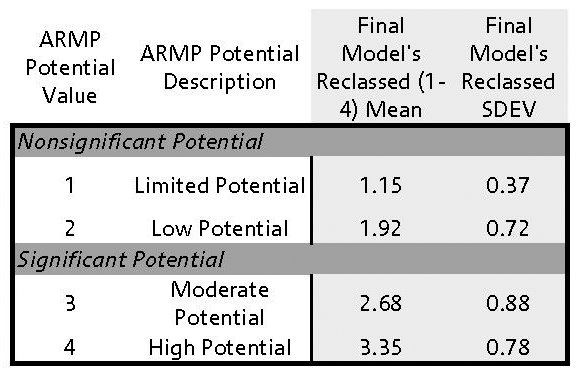 ARMP Potential Value
ARMP Potential Description
Final Model's Reclassed (1-4) Mean
Final Model's Reclassed SDEV
Nonsignificant Potential
1 Limited Potential 1.15 0.37
2 Low Potential 1.92 0.72
Significant Potential
3 Moderate Potential 2.68 0.88
4 High Potential 3.35 0.78